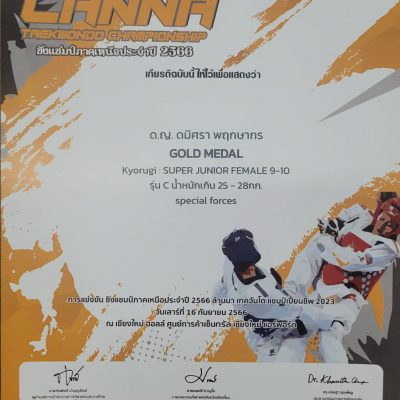 LANNA
TAEKWONDO CHAMPIONSHIP
ชิงแชมป์ภาคเหนือประจำปี 2566
เกียรติบัตรฉบับนี้ให้ไว้เพื่อแสดงว่า
ด.ญ. ดมิศรา พฤกษากร
GOLD MEDAL
Kyorugi : SUPER JUNIOR FEMALE 9-10
รุ่น C น้ำหนักเกิน 25 - 28กก.
special forces
การแข่งขัน ชิงแชมป์ภาคเหนือประจำปี 2566 ล้านนา เทควันโด แชมป์เปี้ยนชิพ 2023
วันเสาร์ที่ 16 กันยายน 2566
ณ เชียงใหม่ ฮอลล์ ศูนย์การค้าเซ็นทรัล เชียงใหม่ แอร์พอร์ต